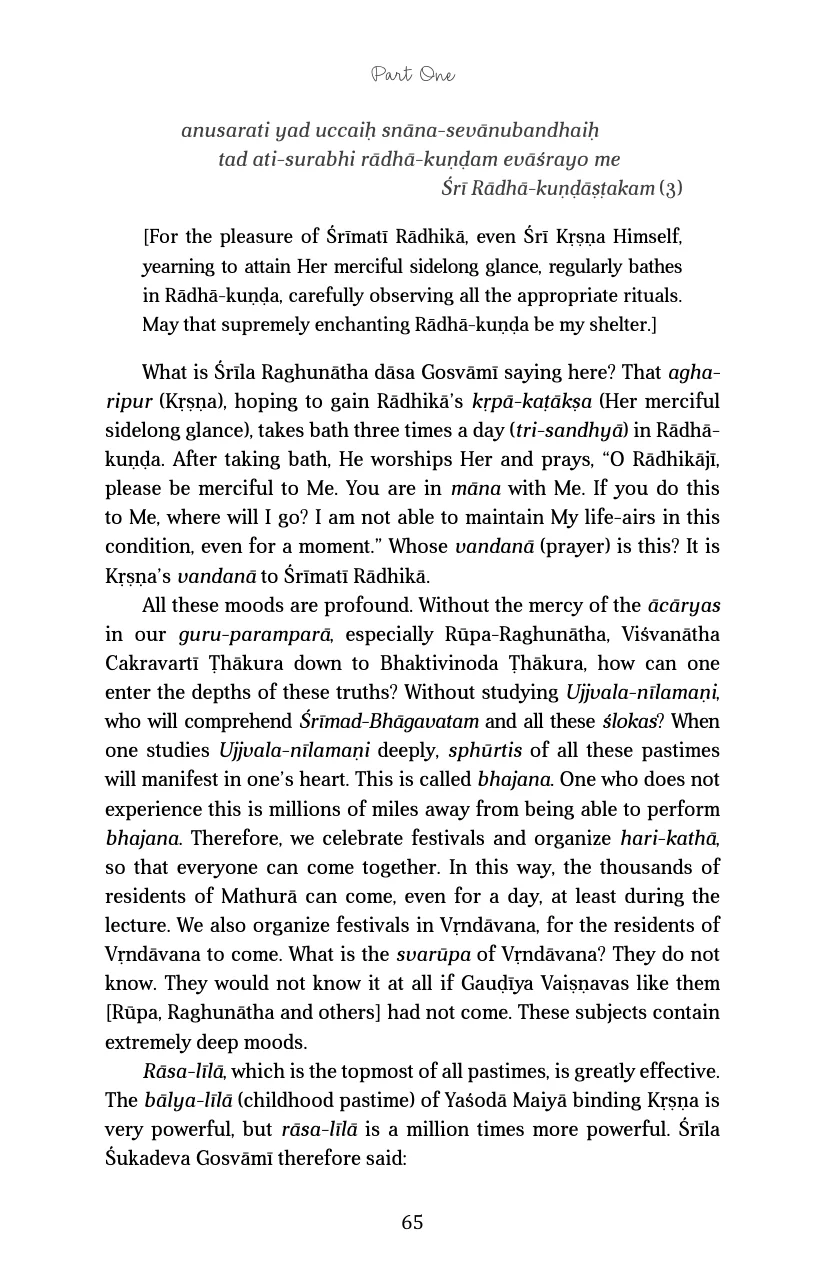 Part One
anusarati yad uccaiḥ snāna-sevānubandhaiḥ
tad ati-surabhi rādhā-kuṇḍam evāśrayo me
Śrī Rādhā-kuṇḍāṣṭakam (3)
[For the pleasure of Śrīmatī Rādhikā, even Śrī Kṛṣṇa Himself,
yearning to attain Her merciful sidelong glance, regularly bathes
in Rādhā-kuṇḍa, carefully observing all the appropriate rituals.
May that supremely enchanting Rādhā-kuṇḍa be my shelter.]
What is Śrīla Raghunātha dāsa Gosvāmī saying here? That agha-
ripur (Kṛṣṇa), hoping to gain Rādhikā’s kṛpā-kaṭākṣa (Her merciful
sidelong glance), takes bath three times a day (tri-sandhyā) in Rādhā-
kuṇḍa. After taking bath, He worships Her and prays, “O Rādhikājī,
please be merciful to Me. You are in māna with Me. If you do this
to Me, where will I go? I am not able to maintain My life-airs in this
condition, even for a moment.” Whose vandanā (prayer) is this? It is
Kṛṣṇa’s vandanā to Śrīmatī Rādhikā.
All these moods are profound. Without the mercy of the ācāryas
in our guru-paramparā, especially Rūpa-Raghunātha, Viśvanātha
Cakravartī Ṭhākura down to Bhaktivinoda Ṭhākura, how can one
enter the depths of these truths? Without studying Ujjvala-nīlamaṇi,
who will comprehend Śrīmad-Bhāgavatam and all these ślokas? When
one studies Ujjvala-nīlamaṇi deeply, sphūrtis of all these pastimes
will manifest in one’s heart. This is called bhajana. One who does not
experience this is millions of miles away from being able to perform
bhajana. Therefore, we celebrate festivals and organize hari-kathā,
so that everyone can come together. In this way, the thousands of
residents of Mathurā can come, even for a day, at least during the
lecture. We also organize festivals in Vṛndāvana, for the residents of
Vṛndāvana to come. What is the svarūpa of Vṛndāvana? They do not
know. They would not know it at all if Gauḍīya Vaiṣṇavas like them
[Rūpa, Raghunātha and others] had not come. These subjects contain
extremely deep moods.
Rāsa-līlā, which is the topmost of all pastimes, is greatly effective.
The bālya-līlā (childhood pastime) of Yaśodā Maiyā binding Kṛṣṇa is
very powerful, but rāsa-līlā is a million times more powerful. Śrīla
Śukadeva Gosvāmī therefore said:
65